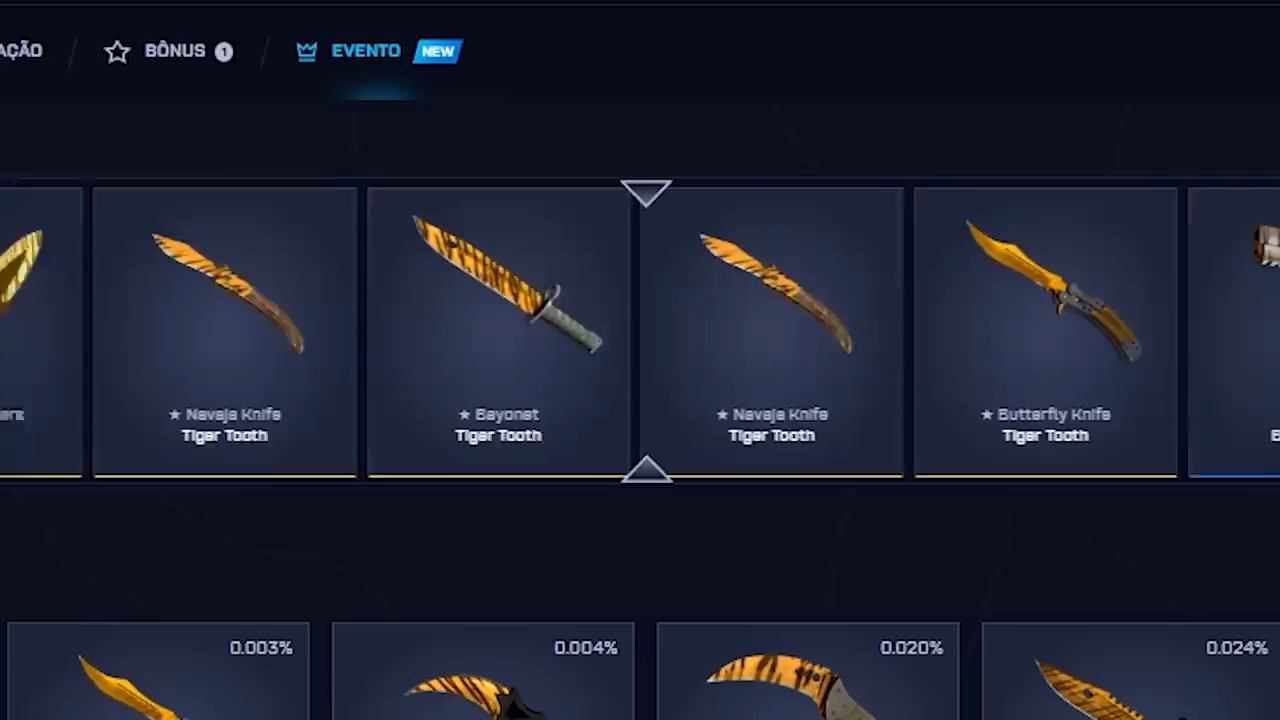 AÇÃO / BÔNUS 1 / EVENTO NEW
★ Navaja Knife
Tiger Tooth
★ Bayonet
Tiger Tooth
★ Navaja Knife
Tiger Tooth
★ Butterfly Knife
Tiger Tooth
0.003%
0.004%
0.020%
0.024%